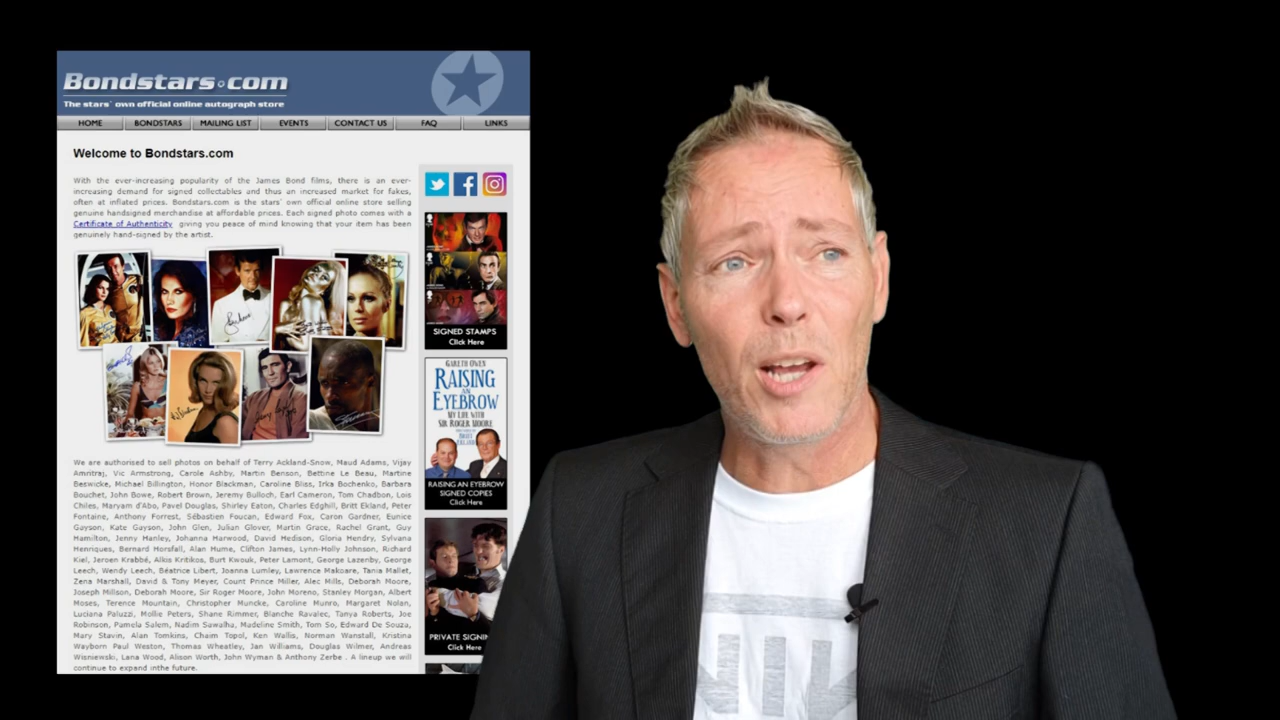 Bondstars.com
The stars' own official online autograph store
HOME BONDSTARS MAILING LIST EVENTS CONTACT US FAQ LINKS
Welcome to Bondstars.com
With the ever-increasing popularity of the James Bond films, there is an ever-
increasing demand for signed collectables and thus an increased market for fakes,
often at inflated prices. Bondstars.com is the stars' own official online store selling
genuine handsigned merchandise at affordable prices. Each signed photo comes with a
Certificate of Authenticity giving you peace of mind knowing that your item has been
genuinely hand-signed by the artist.
We are authorised to sell photos on behalf of Terry Ackland-Snow, Maud Adams, Vijay
Amritraj, Vic Armstrong, Carole Ashby, Martin Benson, Bettine Le Beau, Martine
Beswicke, Michael Billington, Honor Blackman, Caroline Bliss, Irka Bochenko, Barbara
Bouchet, John Bowe, Robert Brown, Jeremy Bulloch, Earl Cameron, Tom Chadbon, Lois
Chiles, Maryam d'Abo, Pavel Douglas, Shirley Eaton, Charles Edghill, Britt Ekland, Peter
Fontaine, Anthony Forrest, Sébastien Foucan, Edward Fox, Caron Gardner, Eunice
Gayson, Kate Gayson, John Glen, Julian Glover, Martin Grace, Rachel Grant, Guy
Hamilton, Jenny Hanley, Johanna Harwood, David Hedison, Gloria Hendry, Sylvana
Henriques, Bernard Horsfall, Alan Hume, Clifton James, Lynn-Holly Johnson, Richard
Kiel, Jeroen Krabbé, Alkis Kritikos, Burt Kwouk, Peter Lamont, George Lazenby, George
Leech, Wendy Leech, Béatrice Libert, Joanna Lumley, Lawrence Makoare, Tania Mallet,
Zena Marshall, David & Tony Meyer, Count Prince Miller, Alec Mills, Deborah Moore,
Joseph Millson, Deborah Moore, Sir Roger Moore, John Moreno, Stanley Morgan, Albert
Moses, Terence Mountain, Christopher Muncke, Caroline Munro, Margaret Nolan,
Luciana Paluzzi, Mollie Peters, Shane Rimmer, Blanche Ravalec, Tanya Roberts, Joe
Robinson, Pamela Salem, Nadim Sawalha, Madeline Smith, Tom So, Edward De Souza,
Mary Stavin, Alan Tomkins, Chaim Topol, Ken Wallis, Norman Wanstall, Kristina
Wayborn Paul Weston, Thomas Wheatley, Jan Williams, Douglas Wilmer, Andreas
Wisniewski, Lana Wood, Alison Worth, John Wyman & Anthony Zerbe . A lineup we will
continue to expand inthe future.
SIGNED STAMPS
Click Here
GARETH OWEN
RAISING
AN
EYEBROW
MY LIFE WITH
SIR ROGER MOORE
RAISING AN EYEBROW
SIGNED COPIES
Click Here
PRIVATE SIGNIN
Click Here